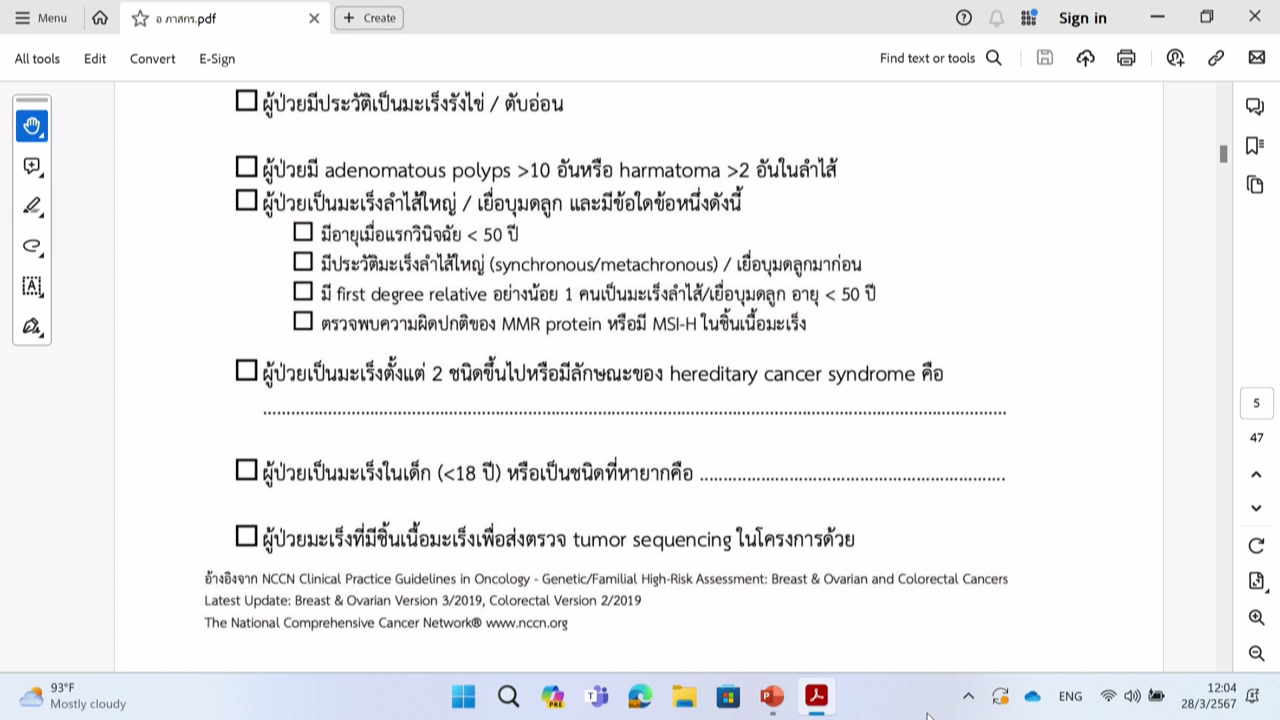 Menu
อ ภาสกร.pdf
Create
Sign in
All tools
Edit
Convert
E-Sign
Find text or tools
ผู้ป่วยมีประวัติเป็นมะเร็งรังไข่ / ตับอ่อน
ผู้ป่วยมี adenomatous polyps >10 อันหรือ harmatoma >2 อันในลำไส้
ผู้ป่วยเป็นมะเร็งลำไส้ใหญ่ / เยื่อบุมดลูก และมีข้อใดข้อหนึ่งดังนี้
มีอายุเมื่อแรกวินิจฉัย < 50 ปี
มีประวัติมะเร็งลำไส้ใหญ่ (synchronous/metachronous) / เยื่อบุมดลูกมาก่อน
มี first degree relative อย่างน้อย 1 คนเป็นมะเร็งลำไส้/เยื่อบุมดลูก อายุ < 50 ปี
ตรวจพบความผิดปกติของ MMR protein หรือมี MSI-H ในชิ้นเนื้อมะเร็ง
ผู้ป่วยเป็นมะเร็งตั้งแต่ 2 ชนิดขึ้นไปหรือมีลักษณะของ hereditary cancer syndrome คือ
................................................................................
ผู้ป่วยเป็นมะเร็งในเด็ก (<18 ปี) หรือเป็นชนิดที่หายากคือ ........................................
ผู้ป่วยมะเร็งที่มีชิ้นเนื้อมะเร็งเพื่อส่งตรวจ tumor sequencing ในโครงการด้วย
อ้างอิงจาก NCCN Clinical Practice Guidelines in Oncology - Genetic/Familial High-Risk Assessment: Breast & Ovarian and Colorectal Cancers
Latest Update: Breast & Ovarian Version 3/2019, Colorectal Version 2/2019
The National Comprehensive Cancer Network® www.nccn.org
5
47
93°F
Mostly cloudy
PRE
ENG
12:04
28/3/2567